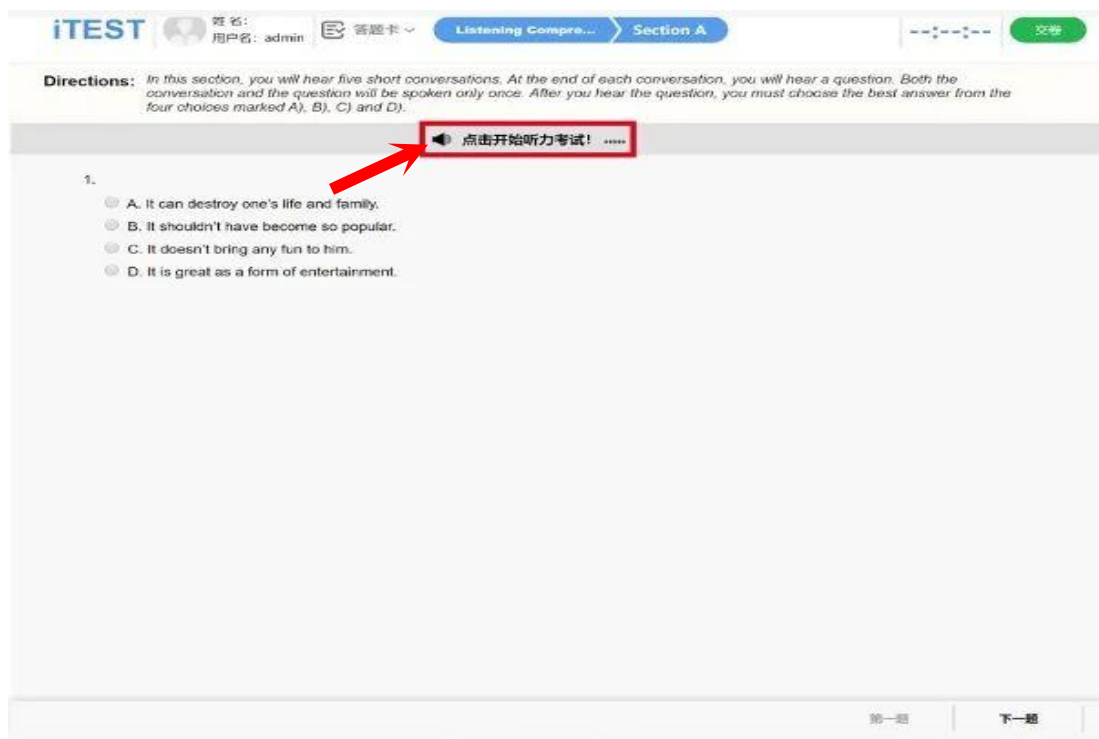 iTEST
姓 名:
用户名: admin
答题卡
Listening Compre...
Section A
--:--:--
交卷
Directions: In this section, you will hear five short conversations. At the end of each conversation, you will hear a question. Both the
conversation and the question will be spoken only once. After you hear the question, you must choose the best answer from the
four choices marked A), B), C) and D).
点击开始听力考试! ......
1.
A. It can destroy one's life and family.
B. It shouldn't have become so popular.
C. It doesn't bring any fun to him.
D. It is great as a form of entertainment.
第一题
下一题